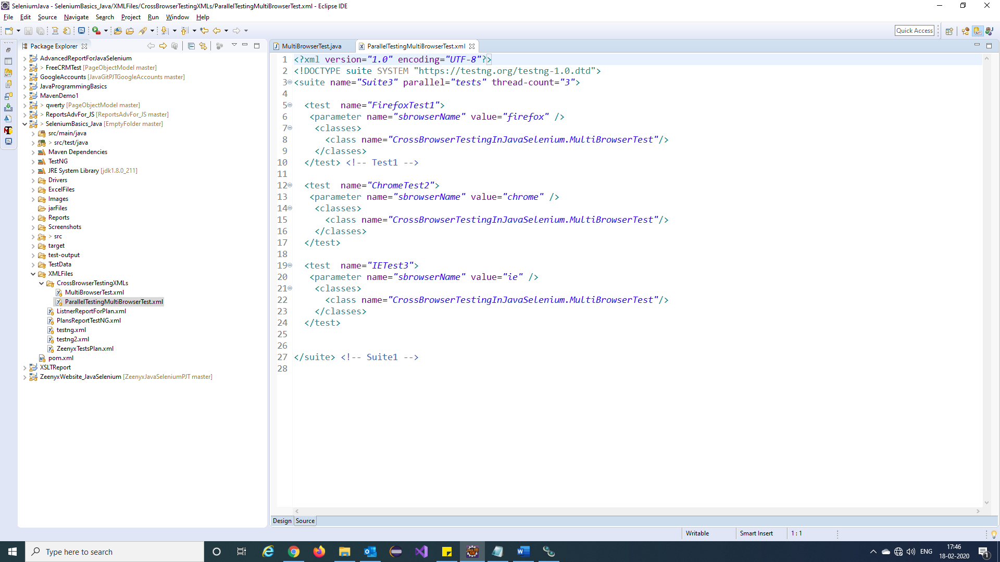 SeleniumJava - SeleniumBasics_Java/XMLFiles/CrossBrowserTestingXMLs/ParallelTestingMultiBrowserTest.xml - Eclipse IDE
File Edit Source Navigate Search Project Run Window Help
Quick Access
Package Explorer
AdvancedReportForJavaSelenium
> FreeCRMTest [PageObjectModel master]
GoogleAccounts [JavaGitPJTGoogleAccounts master]
JavaProgrammingBasics
MavenDemo1
> qwerty [PageObjectModel master]
> ReportsAdvFor_JS [ReportsAdvFor_JS master]
> SeleniumBasics_Java [EmptyFolder master]
src/main/java
> src/test/java
Maven Dependencies
TestNG
JRE System Library [jdk1.8.0_211]
Drivers
ExcelFiles
Images
jarFiles
Reports
Screenshots
> src
target
test-output
TestData
XMLFiles
CrossBrowserTestingXMLs
MultiBrowserTest.xml
ParallelTestingMultiBrowserTest.xml
ListnerReportForPlan.xml
PlansReportTestNG.xml
testng.xml
testng2.xml
ZeenyxTestsPlan.xml
pom.xml
XSLTReport
ZeenyxWebsite_JavaSelenium [ZeenyxJavaSeleniumPJT master]
MultiBrowserTest.java ParallelTestingMultiBrowserTest.xml
1 <?xml version="1.0" encoding="UTF-8"?>
2 <!DOCTYPE suite SYSTEM "https://testng.org/testng-1.0.dtd">
3 <suite name="Suite3" parallel="tests" thread-count="3">
4
5 <test  name="FirefoxTest1">
6 <parameter name="sbrowserName" value="firefox" />
7 <classes>
8 <class name="CrossBrowserTestingInJavaSelenium.MultiBrowserTest"/>
9 </classes>
10 </test> <!-- Test1 -->
11
12 <test  name="ChromeTest2">
13 <parameter name="sbrowserName" value="chrome" />
14 <classes>
15 <class name="CrossBrowserTestingInJavaSelenium.MultiBrowserTest"/>
16 </classes>
17 </test>
18
19 <test  name="IETest3">
20 <parameter name="sbrowserName" value="ie" />
21 <classes>
22 <class name="CrossBrowserTestingInJavaSelenium.MultiBrowserTest"/>
23 </classes>
24 </test>
25
26
27 </suite> <!-- Suite1 -->
28
Design Source
Writable Smart Insert 1 : 1
Type here to search
ENG
17:46
18-02-2020
1